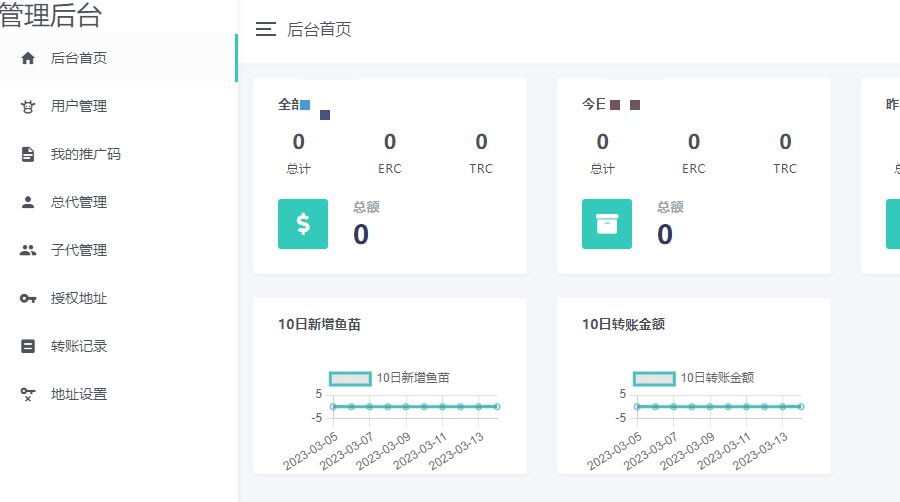 管理后台
后台首页
后台首页
用户管理
我的推广码
总代管理
子代管理
授权地址
转账记录
地址设置
全部
0 0 0
总计 ERC TRC
总额
0
今日
0 0 0
总计 ERC TRC
总额
0
昨
10日新增鱼苗
10日新增鱼苗
5
-5
2023-03-05 2023-03-07 2023-03-09 2023-03-11 2023-03-13
10日转账金额
10日转账金额
5
-5
2023-03-05 2023-03-07 2023-03-09 2023-03-11 2023-03-13